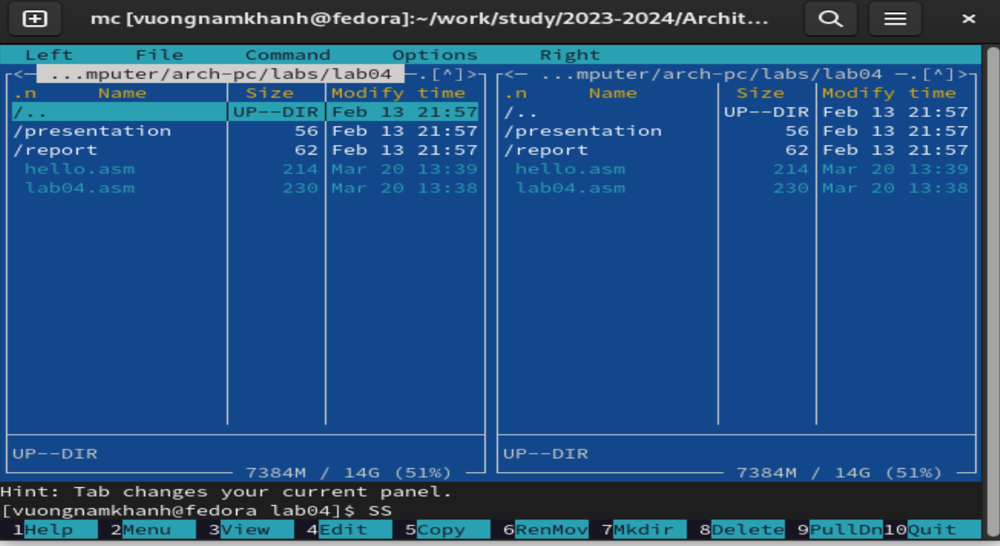 mc [vuongnamkhanh@fedora]:~/work/study/2023-2024/Archit...
Left File Command Options Right
<─ ...mputer/arch-pc/labs/lab04 ─.[^]>
.n Name Size Modify time
/.. UP--DIR Feb 13 21:57
/presentation 56 Feb 13 21:57
/report 62 Feb 13 21:57
hello.asm 214 Mar 20 13:39
lab04.asm 230 Mar 20 13:38
UP--DIR
7384M / 14G (51%)
<─ ...mputer/arch-pc/labs/lab04 ─.[^]>
.n Name Size Modify time
/.. UP--DIR Feb 13 21:57
/presentation 56 Feb 13 21:57
/report 62 Feb 13 21:57
hello.asm 214 Mar 20 13:39
lab04.asm 230 Mar 20 13:38
UP--DIR
7384M / 14G (51%)
Hint: Tab changes your current panel.
[vuongnamkhanh@fedora lab04]$ SS
1Help 2Menu 3View 4Edit 5Copy 6RenMov 7Mkdir 8Delete 9PullDn 10Quit